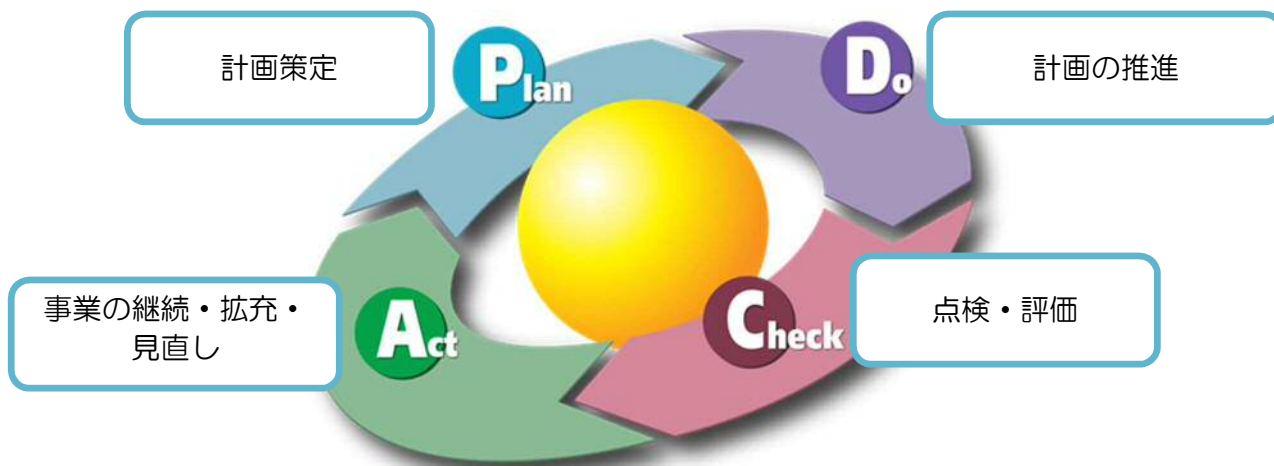 計画策定
Plan
Do
計画の推進
事業の継続・拡充・
見直し
Act
Check
点検・評価